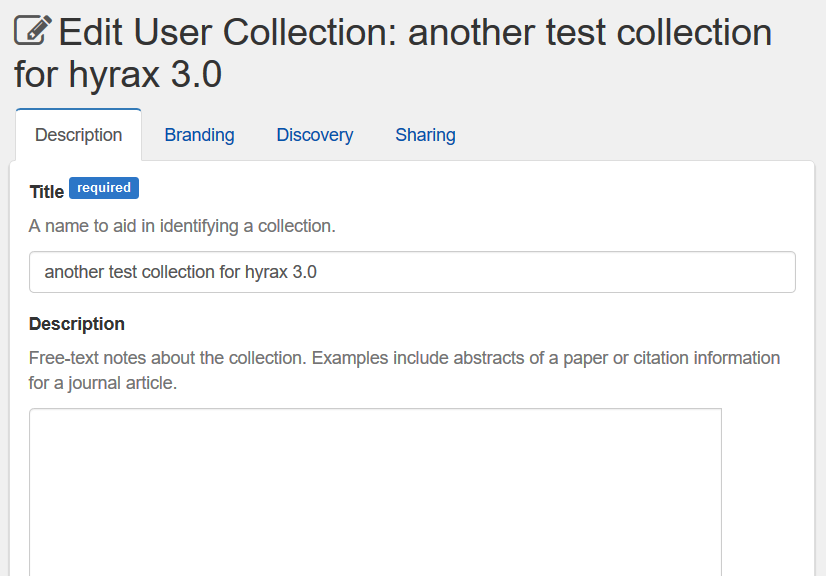 Edit User Collection: another test collection
for hyrax 3.0
Description Branding Discovery Sharing
Title required
A name to aid in identifying a collection.
another test collection for hyrax 3.0
Description
Free-text notes about the collection. Examples include abstracts of a paper or citation information
for a journal article.